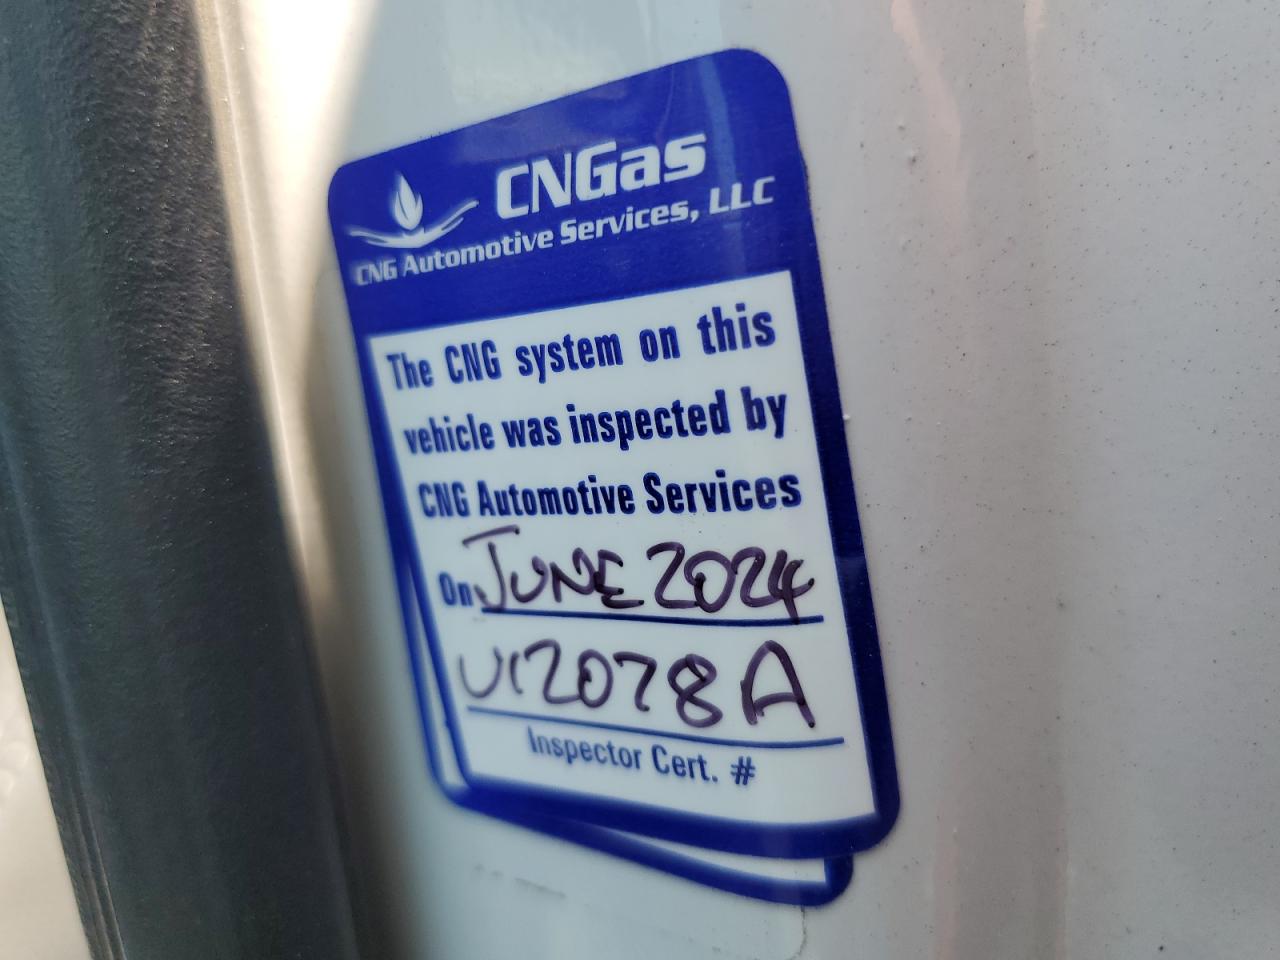 CNGas
CNG Automotive Services, LLC
The CNG system on this
vehicle was inspected by
CNG Automotive Services
On JUNE 2024
U12078A
Inspector Cert. #